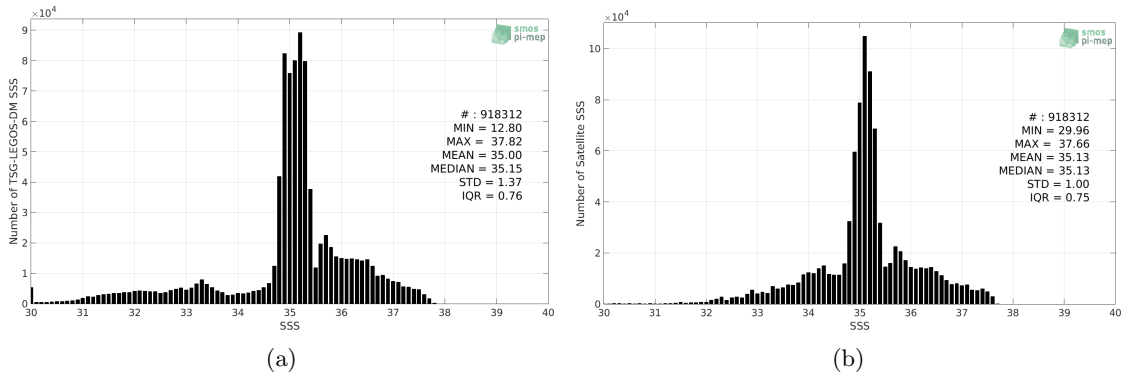 ×10⁴
smos
pi-mep
9
8
7
6
5
4
3
2
1
0
Number of TSG-LEGOS-DM SSS
# : 918312
MIN = 12.80
MAX = 37.82
MEAN = 35.00
MEDIAN = 35.15
STD = 1.37
IQR = 0.76
30 31 32 33 34 35 36 37 38 39 40
SSS
(a)
×10⁴
smos
pi-mep
10
8
6
4
2
0
Number of Satellite SSS
# : 918312
MIN = 29.96
MAX = 37.66
MEAN = 35.13
MEDIAN = 35.13
STD = 1.00
IQR = 0.75
30 31 32 33 34 35 36 37 38 39 40
SSS
(b)